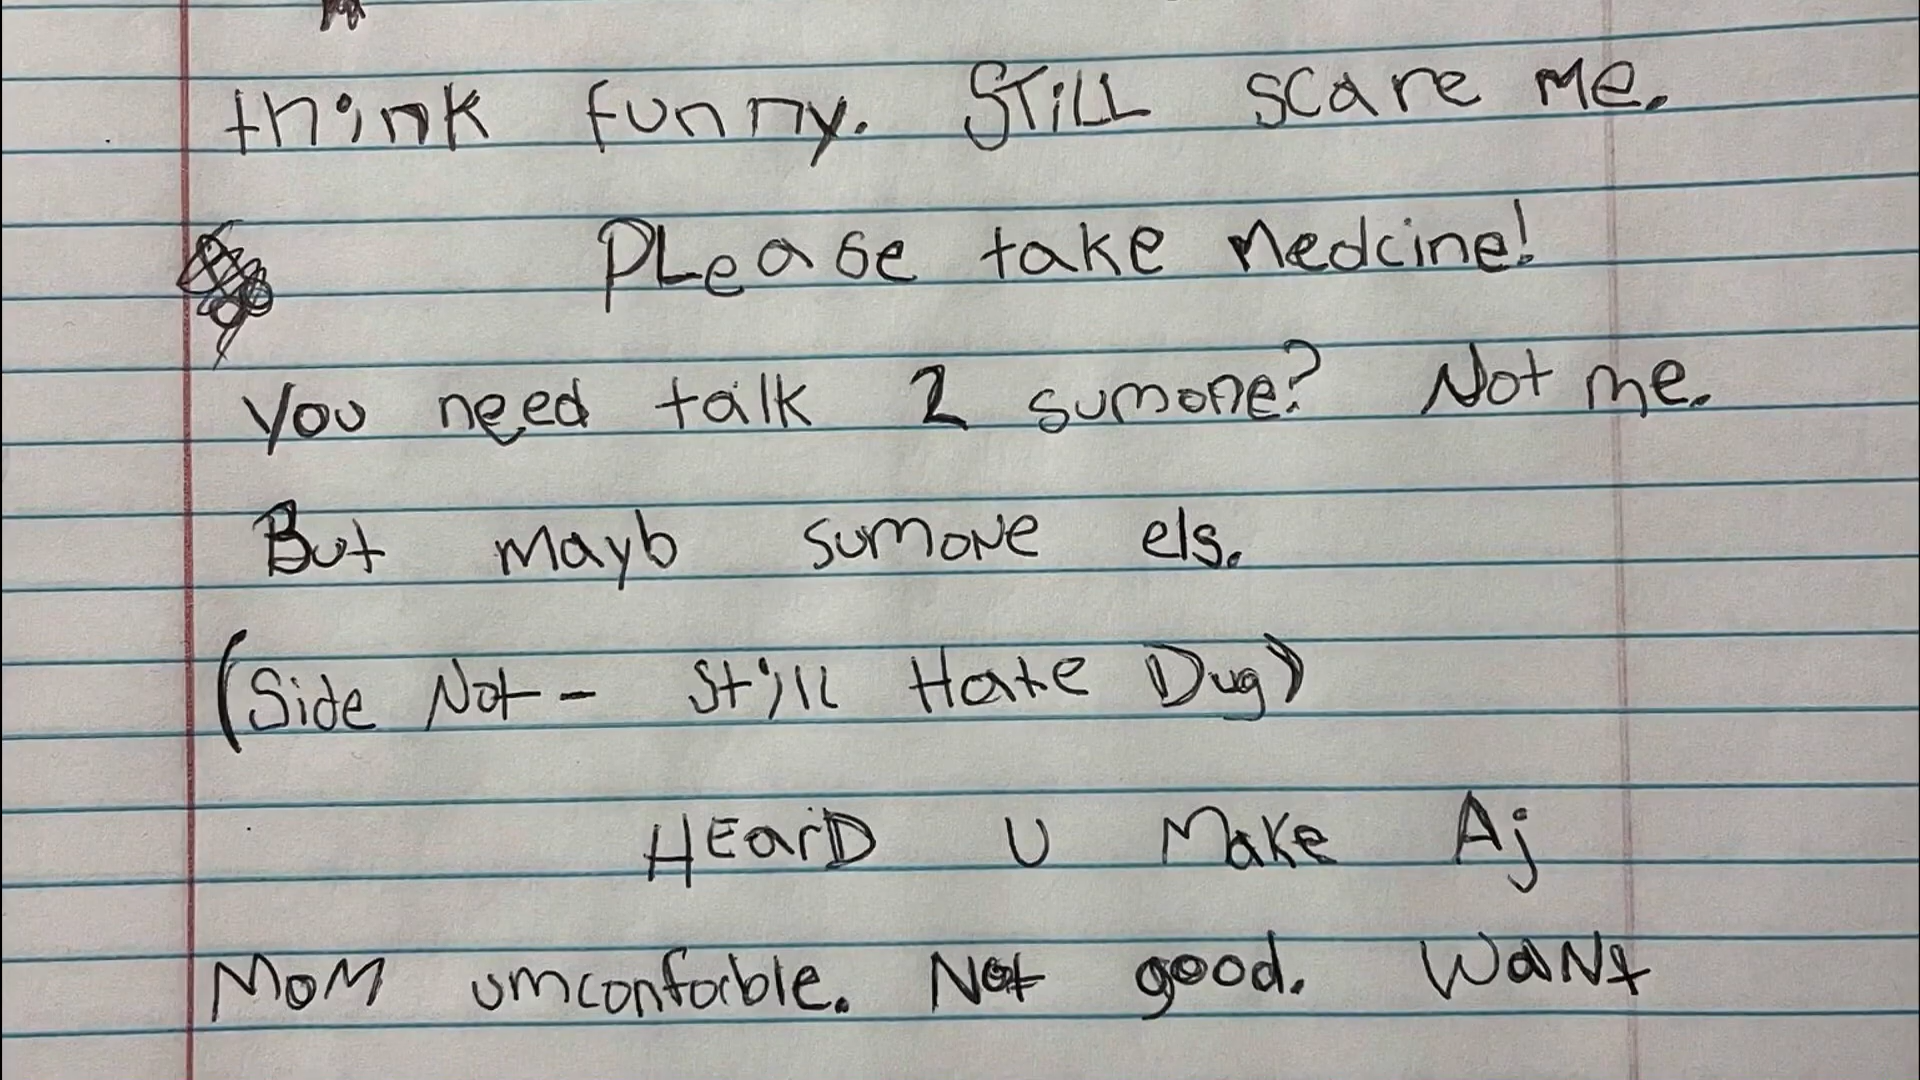 think funny. STiLL scare me.
PLease take medcine!
You need talk 2 sumone? Not me.
But mayb sumone els.
(Side Not - still Hate Dug)
HEarD U Make Aj
MoM umconforble. Not good. WaNt